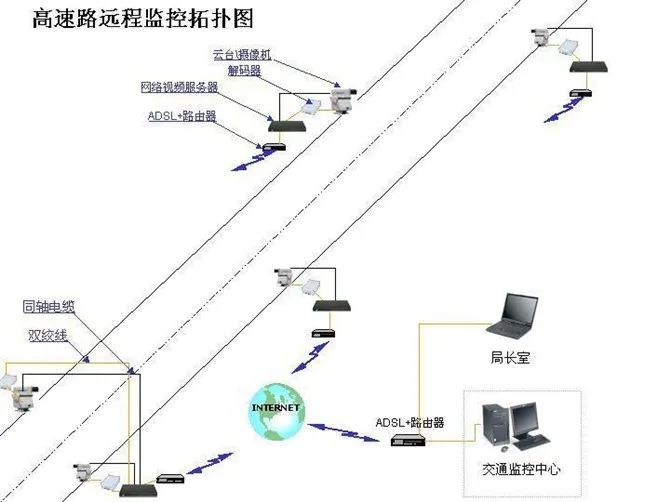 高速路远程监控拓扑图
云台\摄像机
解码器
网络视频服务器
ADSL+路由器
同轴电缆
双绞线
局长室
INTERNET
ADSL+路由器
交通监控中心